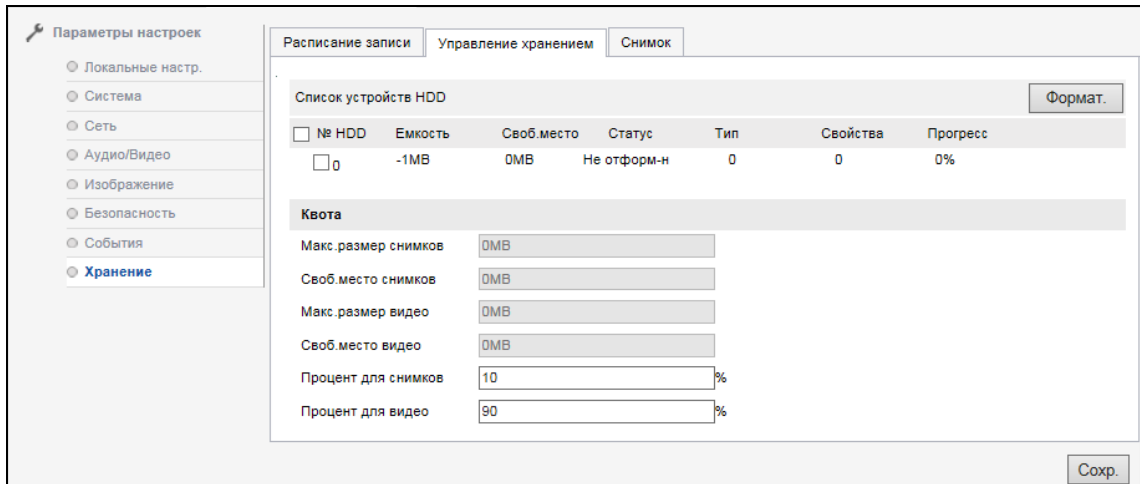 Параметры настроек
Локальные настр.
Система
Сеть
Аудио/Видео
Изображение
Безопасность
События
Хранение
Расписание записи Управление хранением Снимок
Список устройств HDD Формат.
№ HDD Емкость Своб.место Статус Тип Свойства Прогресс
0 -1MB 0MB Не отформ-н 0 0 0%
Квота
Макс.размер снимков 0MB
Своб.место снимков 0MB
Макс.размер видео 0MB
Своб.место видео 0MB
Процент для снимков 10 %
Процент для видео 90 %
Сохр.